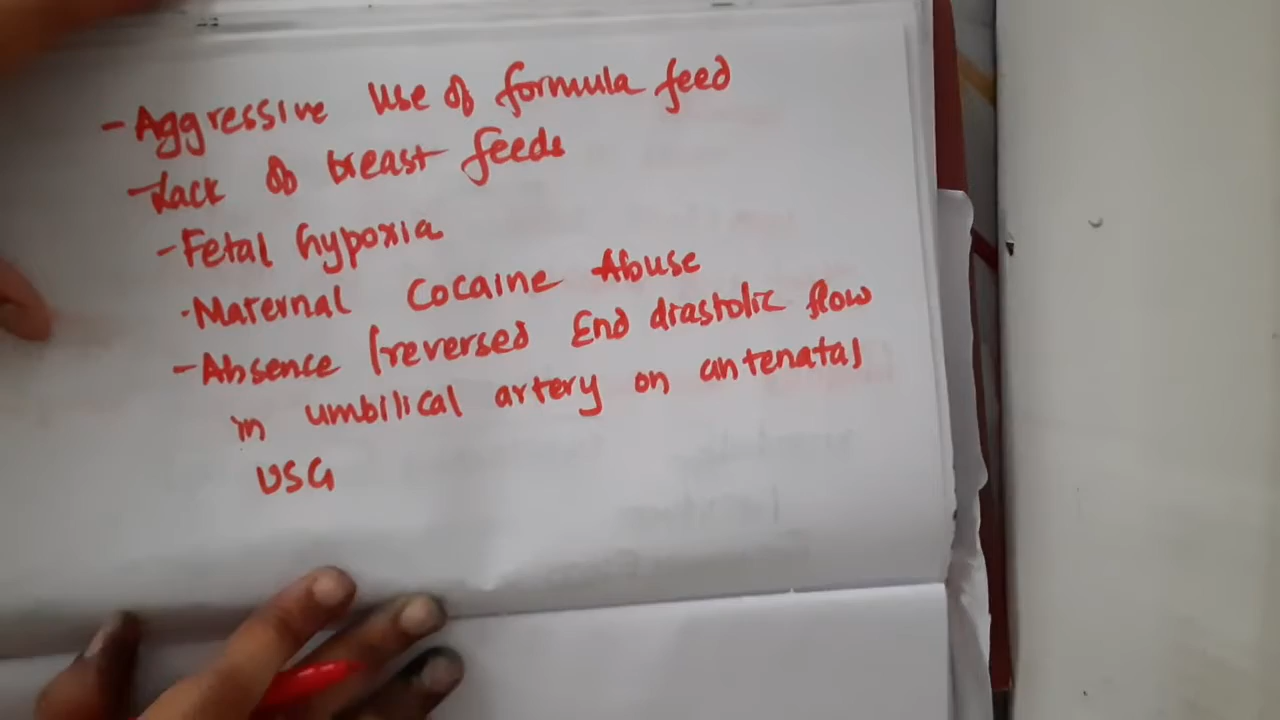 - Aggressive Use of formula feed
- Lack of breast feeds
- Fetal hypoxia
- Maternal Cocaine Abuse
- Absence / reversed End diastolic flow
in umbilical artery on antenatal
USG